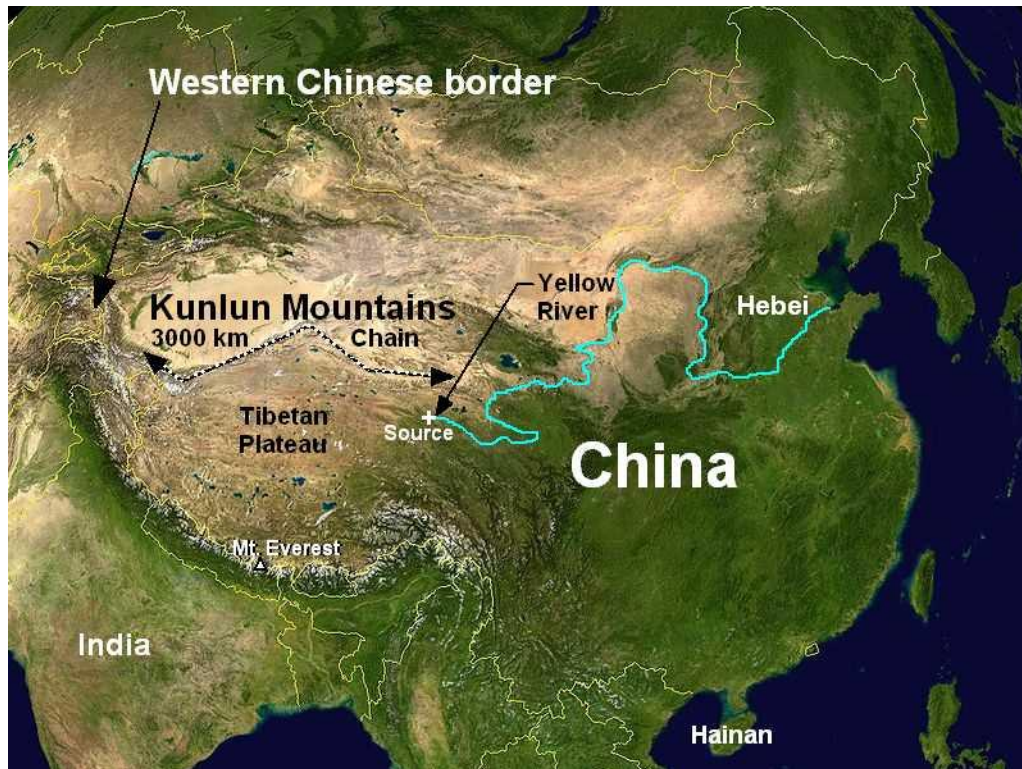 Western Chinese border
Kunlun Mountains
3000 km
Chain
Yellow
River
Hebei
Tibetan
Plateau
Source
China
Mt. Everest
India
Hainan